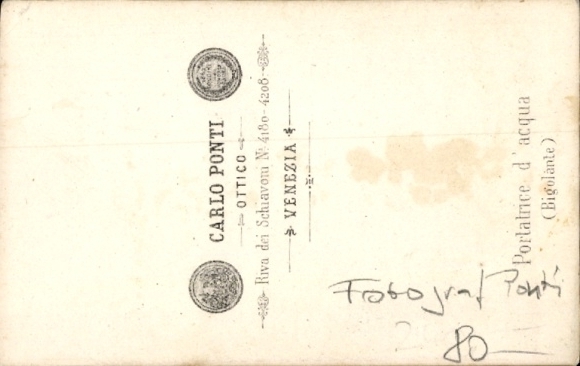 CARLO PONTI
OTTICO
Riva dei Schiavoni N.º 4180-4208
VENEZIA
Portatrice d'acqua
(Bigolante)
Fotograf Ponti
80